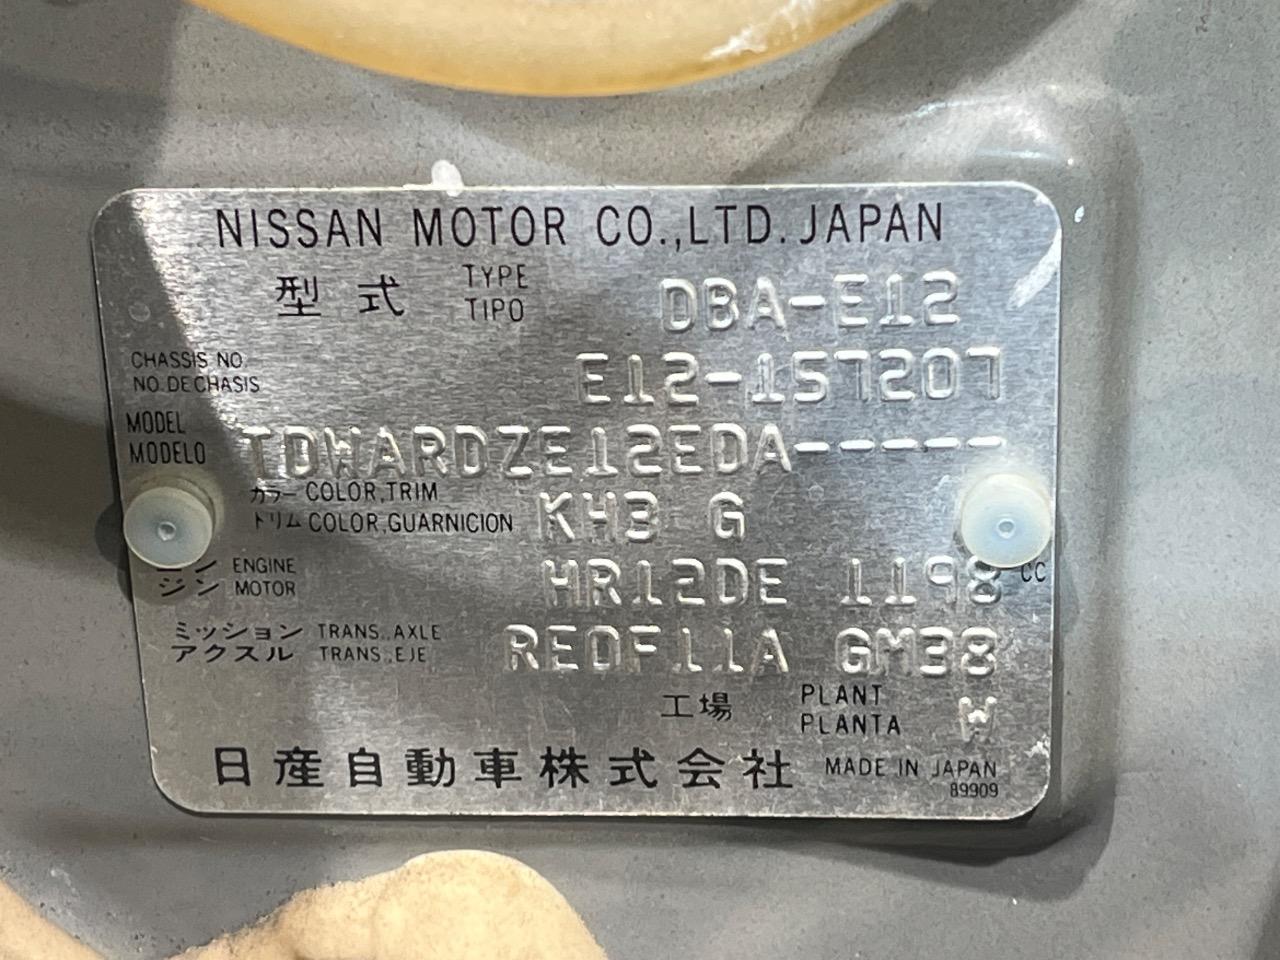 NISSAN MOTOR CO.,LTD. JAPAN
型式 TYPE TIPO DBA-E12
CHASSIS NO
NO. DE CHASIS E12-157207
MODEL
MODELO TDWARDZE12EDA-----
カラー COLOR,TRIM
トリム COLOR,GUARNICION KH3 G
ン ENGINE
ジン MOTOR HR12DE 1198 CC
ミッション TRANS.,AXLE
アクスル TRANS.,EJE RE0F11A GM38
工場 PLANT PLANTA W
日産自動車株式会社 MADE IN JAPAN
89909